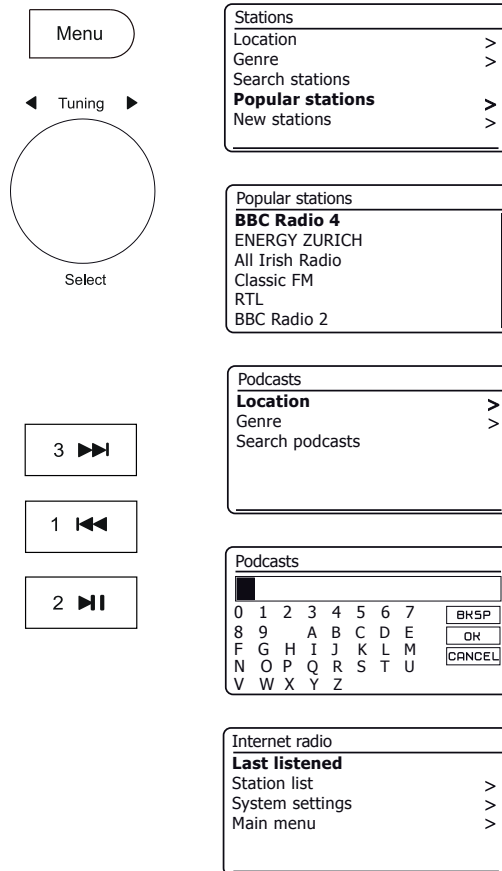 Menu
Tuning
Select
3
1
2
Stations
Location >
Genre >
Search stations
Popular stations >
New stations >
Popular stations
BBC Radio 4
ENERGY ZURICH
All Irish Radio
Classic FM
RTL
BBC Radio 2
Podcasts
Location >
Genre >
Search podcasts
Podcasts
0 1 2 3 4 5 6 7 BKSP
8 9 A B C D E OK
F G H I J K L M CANCEL
N O P Q R S T U
V W X Y Z
Internet radio
Last listened
Station list >
System settings >
Main menu >